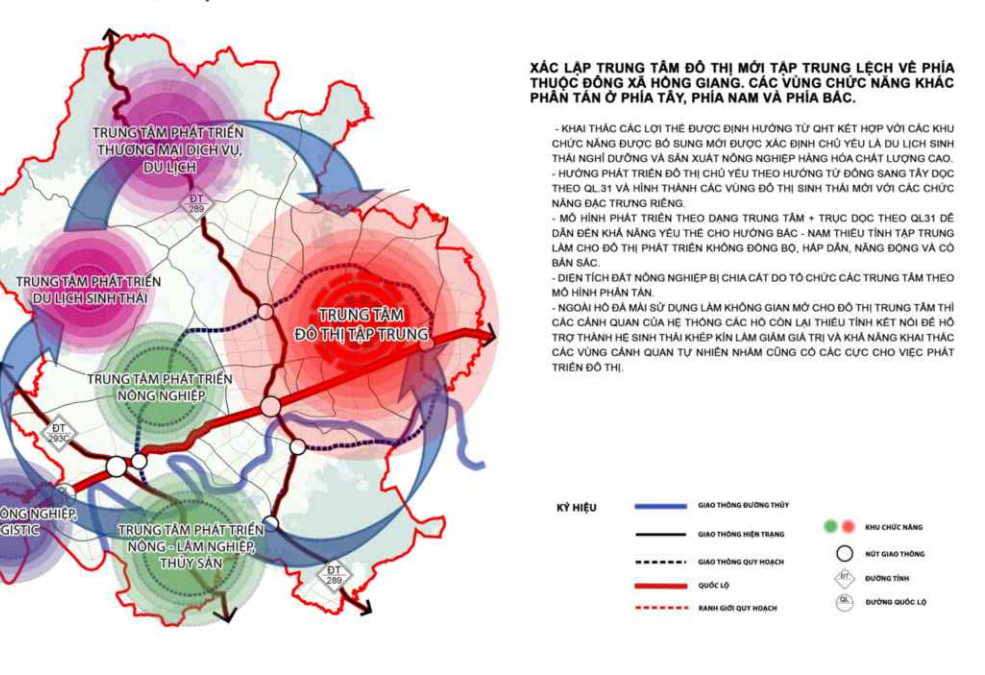 XÁC LẬP TRUNG TÂM ĐÔ THỊ MỚI TẬP TRUNG LỆCH VỀ PHÍA
THUỘC ĐÔNG XÃ HỒNG GIANG. CÁC VÙNG CHỨC NĂNG KHÁC
PHÂN TÁN Ở PHÍA TÂY, PHÍA NAM VÀ PHÍA BẮC.
- KHAI THÁC CÁC LỢI THẾ ĐƯỢC ĐỊNH HƯỚNG TỪ QHT KẾT HỢP VỚI CÁC KHU
CHỨC NĂNG ĐƯỢC BỔ SUNG MỚI ĐƯỢC XÁC ĐỊNH CHỦ YẾU LÀ DU LỊCH SINH
THÁI NGHỈ DƯỠNG VÀ SẢN XUẤT NÔNG NGHIỆP HÀNG HÓA CHẤT LƯỢNG CAO.
- HƯỚNG PHÁT TRIỂN ĐÔ THỊ CHỦ YẾU THEO HƯỚNG TỪ ĐÔNG SANG TÂY DỌC
THEO QL.31 VÀ HÌNH THÀNH CÁC VÙNG ĐÔ THỊ SINH THÁI MỚI VỚI CÁC CHỨC
NĂNG ĐẶC TRƯNG RIÊNG.
- MÔ HÌNH PHÁT TRIỂN THEO DẠNG TRUNG TÂM + TRỤC DỌC THEO QL31 DỄ
DẪN ĐẾN KHẢ NĂNG YẾU THẾ CHO HƯỚNG BẮC - NAM THIẾU TÍNH TẬP TRUNG
LÀM CHO ĐÔ THỊ PHÁT TRIỂN KHÔNG ĐỒNG BỘ, HẤP DẪN, NĂNG ĐỘNG VÀ CÓ
BẢN SẮC.
- DIỆN TÍCH ĐẤT NÔNG NGHIỆP BỊ CHIA CẮT DO TỔ CHỨC CÁC TRUNG TÂM THEO
MÔ HÌNH PHÂN TÁN.
- NGOÀI HỒ ĐÁ MÀI SỬ DỤNG LÀM KHÔNG GIAN MỞ CHO ĐÔ THỊ TRUNG TÂM THÌ
CÁC CẢNH QUAN CỦA HỆ THỐNG CÁC HỒ CÒN LẠI THIẾU TÍNH KẾT NỐI ĐỂ HỖ
TRỢ THÀNH HỆ SINH THÁI KHÉP KÍN LÀM GIẢM GIÁ TRỊ VÀ KHẢ NĂNG KHAI THÁC
CÁC VÙNG CẢNH QUAN TỰ NHIÊN NHẰM CŨNG CÓ CÁC CỰC CHO VIỆC PHÁT
TRIỂN ĐÔ THỊ.
TRUNG TÂM PHÁT TRIỂN
THƯƠNG MẠI DỊCH VỤ,
DU LỊCH
ĐT
289
TRUNG TÂM PHÁT TRIỂN
DU LỊCH SINH THÁI
TRUNG TÂM
ĐÔ THỊ TẬP TRUNG
TRUNG TÂM PHÁT TRIỂN
NÔNG NGHIỆP
ĐT
293C
QL
ÔNG NGHIỆP,
GISTIC
TRUNG TÂM PHÁT TRIỂN
NÔNG - LÂM NGHIỆP,
THỦY SẢN
ĐT
289
KÝ HIỆU
GIAO THÔNG ĐƯỜNG THỦY
GIAO THÔNG HIỆN TRẠNG
GIAO THÔNG QUY HOẠCH
QUỐC LỘ
RANH GIỚI QUY HOẠCH
KHU CHỨC NĂNG
NÚT GIAO THÔNG
ĐT
ĐƯỜNG TỈNH
QL
ĐƯỜNG QUỐC LỘ